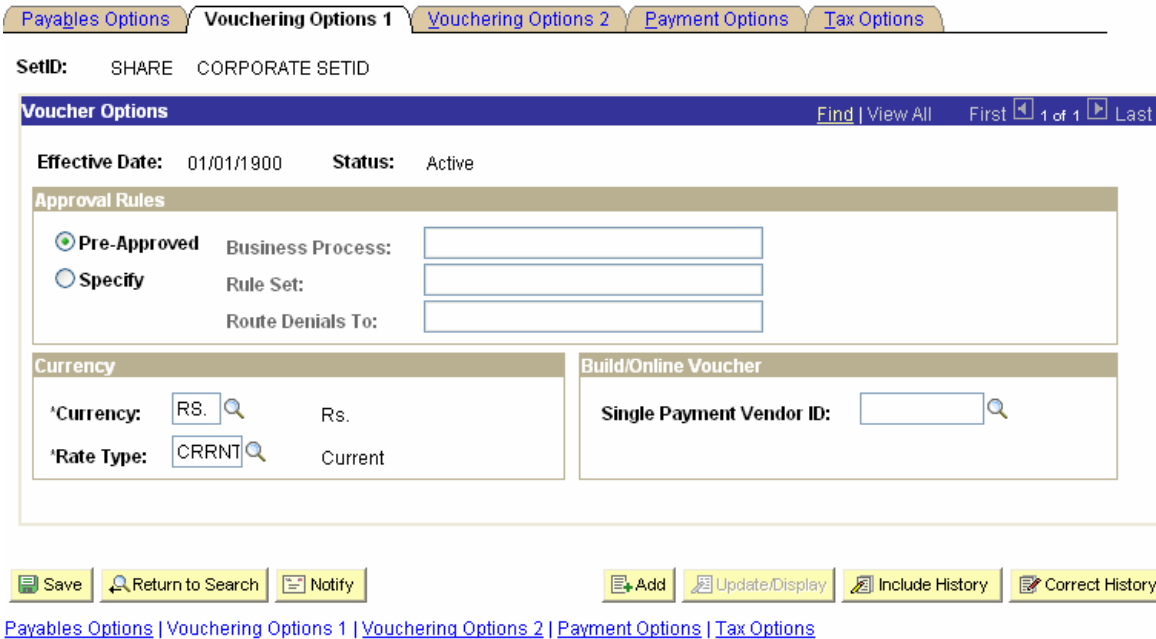 Payables Options Vouchering Options 1 Vouchering Options 2 Payment Options Tax Options
SetID: SHARE CORPORATE SETID
Voucher Options Find | View All First 1 of 1 Last
Effective Date: 01/01/1900 Status: Active
Approval Rules
Pre-Approved Business Process:
Specify Rule Set:
Route Denials To:
Currency Build/Online Voucher
*Currency: RS. Rs. Single Payment Vendor ID:
*Rate Type: CRRNT Current
Save Return to Search Notify Add Update/Display Include History Correct History
Payables Options | Vouchering Options 1 | Vouchering Options 2 | Payment Options | Tax Options